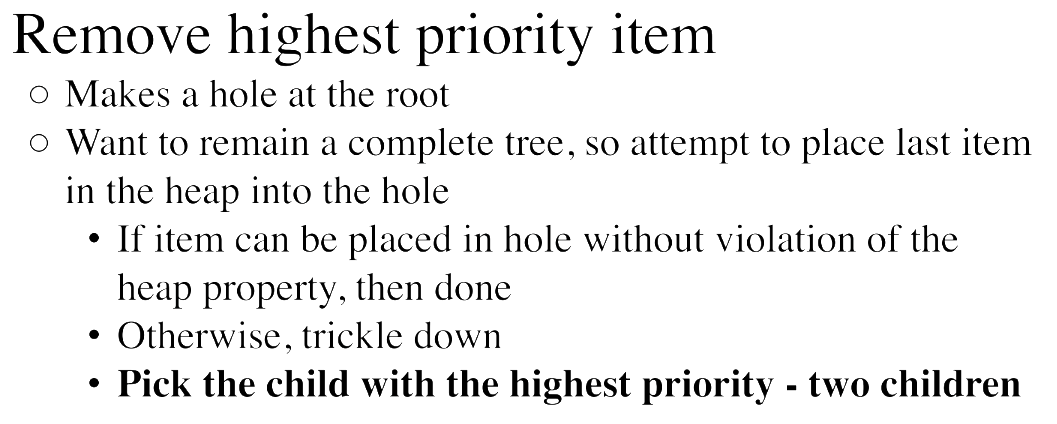 Remove highest priority item
○ Makes a hole at the root
○ Want to remain a complete tree, so attempt to place last item
in the heap into the hole
• If item can be placed in hole without violation of the
heap property, then done
• Otherwise, trickle down
• Pick the child with the highest priority - two children